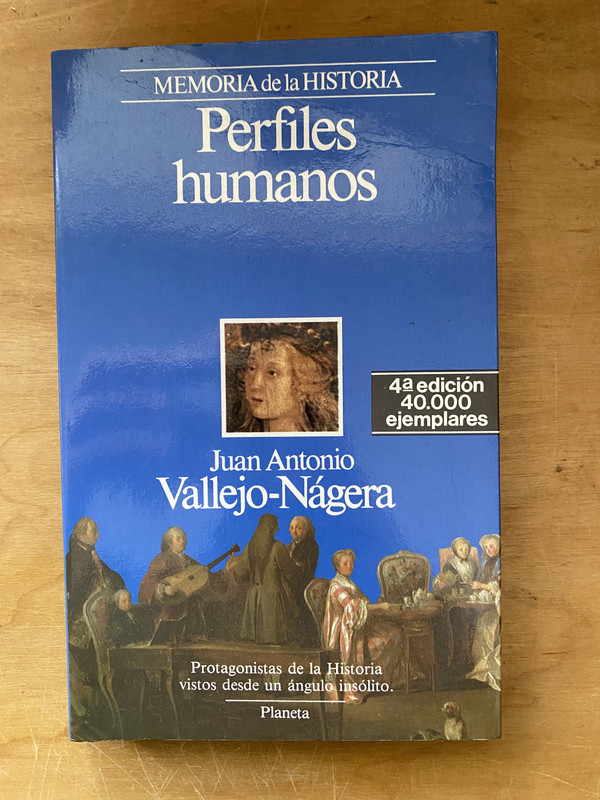 MEMORIA de la HISTORIA
Perfiles
humanos
4ª edición
40.000
ejemplares
Juan Antonio
Vallejo-Nágera
Protagonistas de la Historia
vistos desde un ángulo insólito.
Planeta